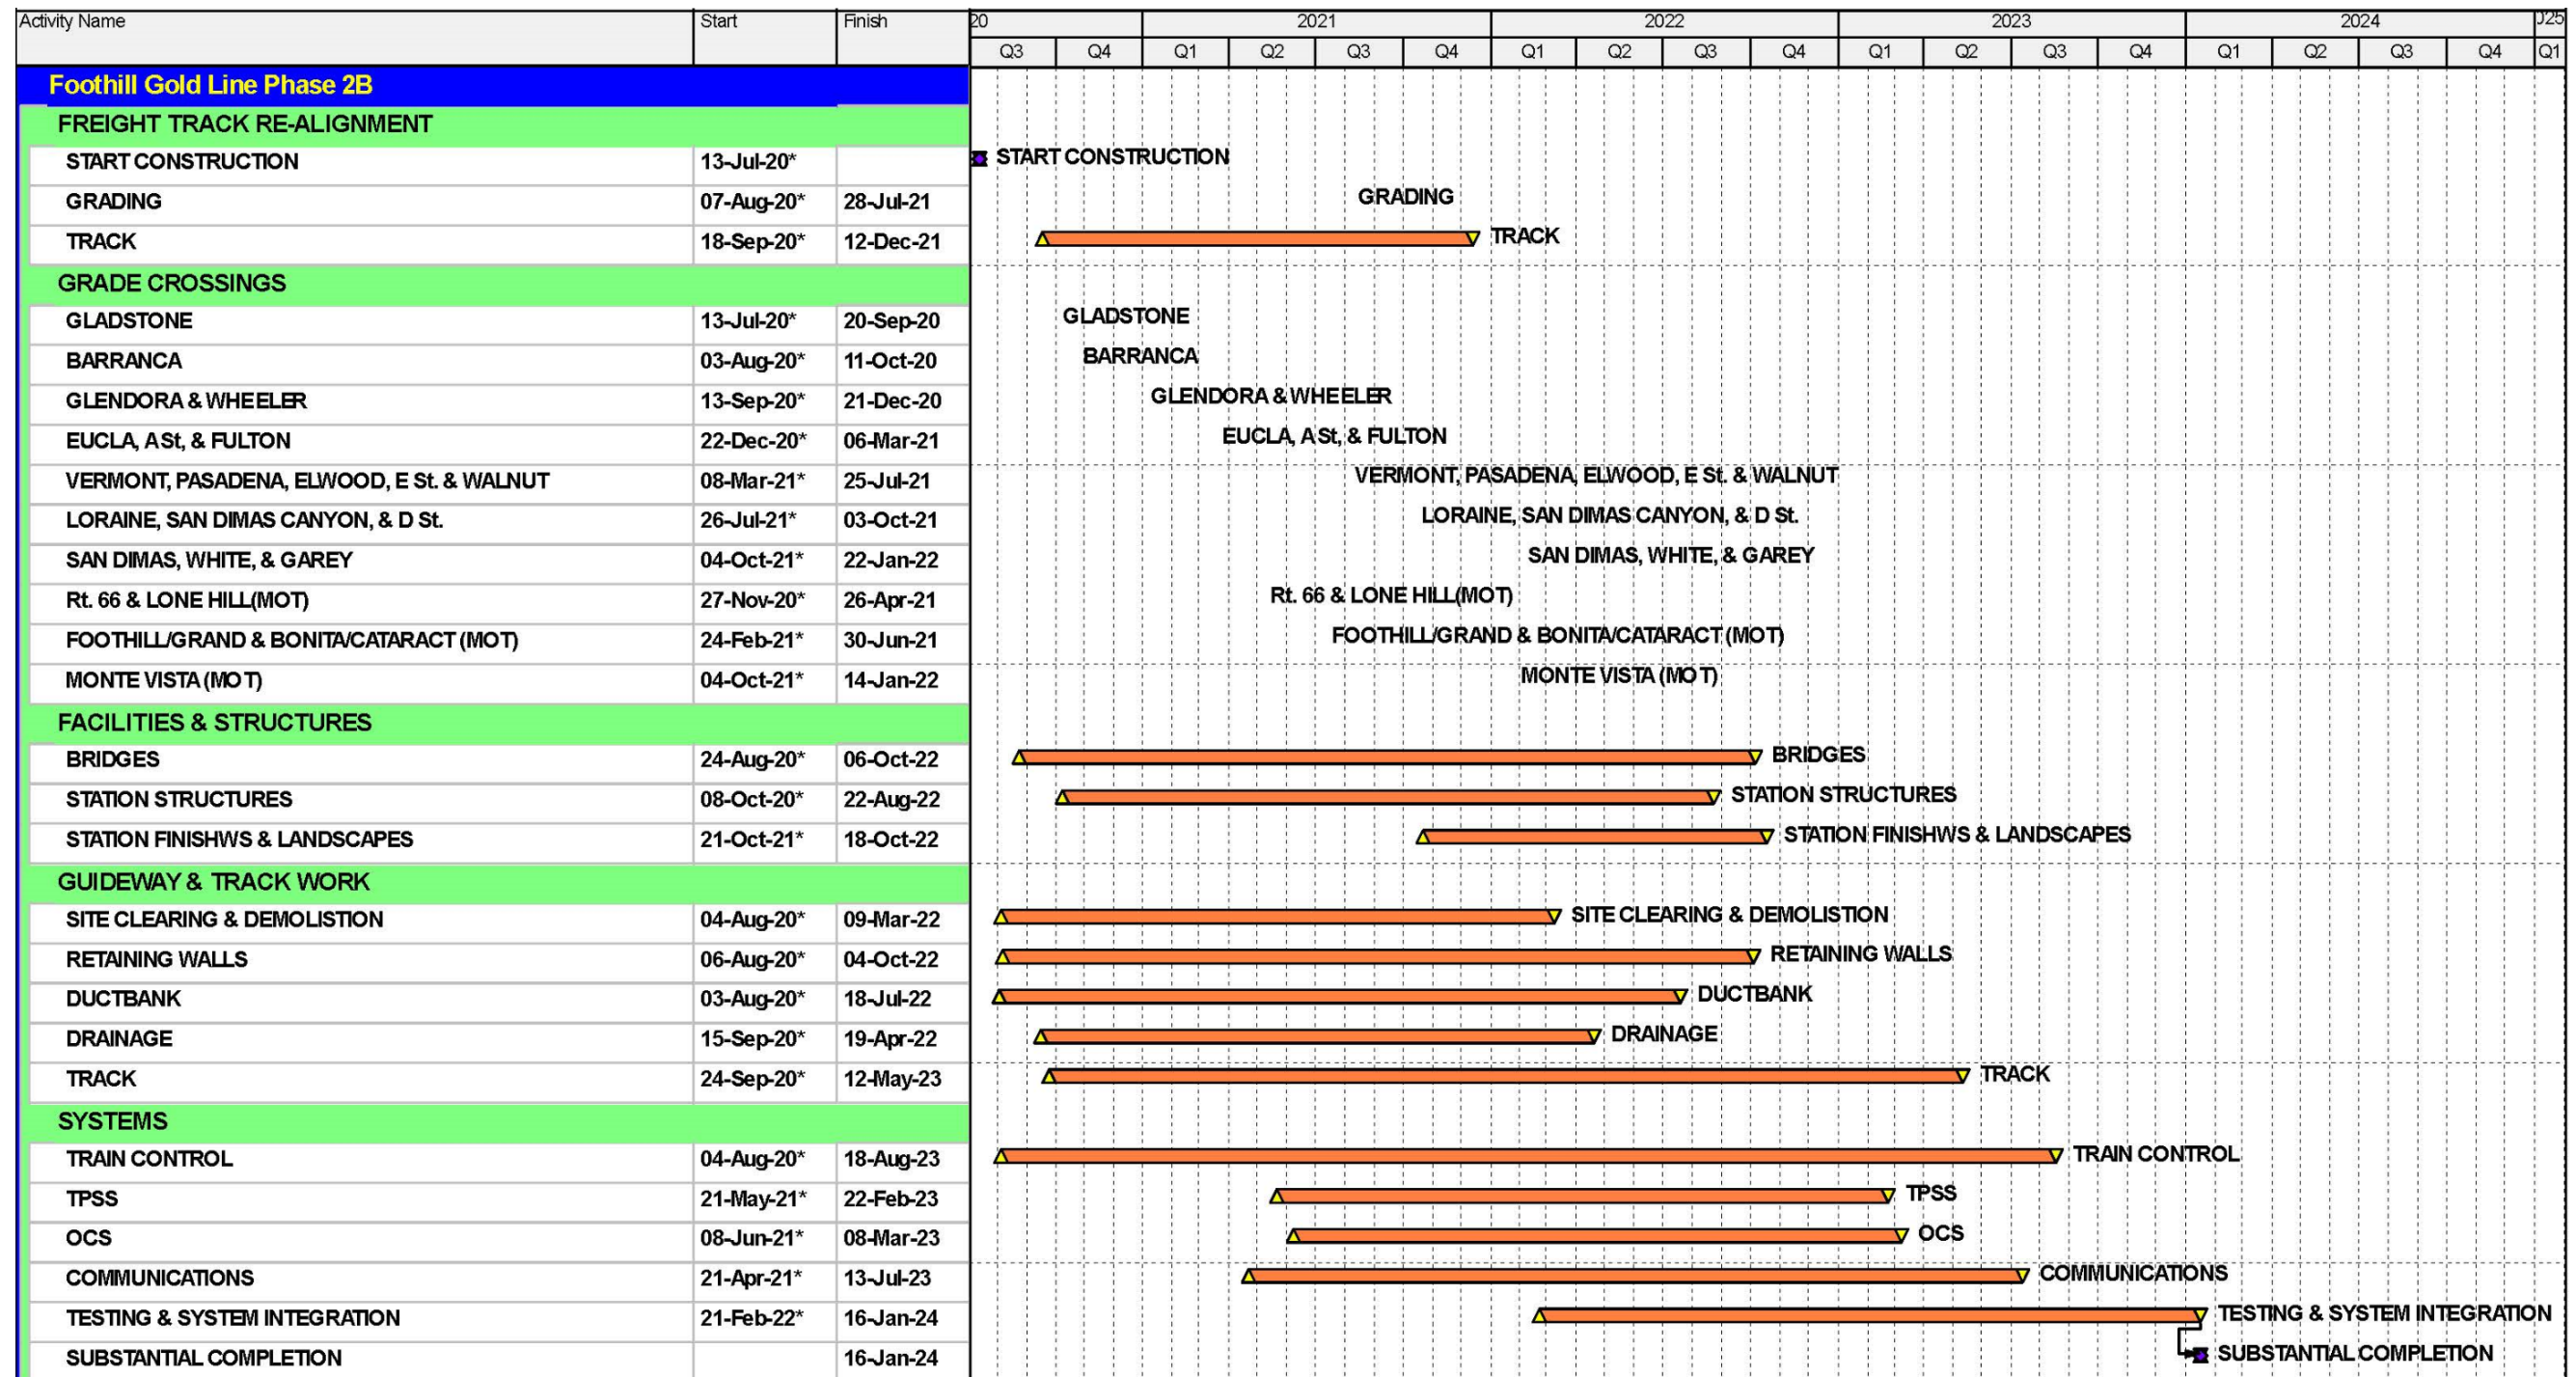 Activity Name Start Finish 20 2021 2022 2023 2024 J25
Q3 Q4 Q1 Q2 Q3 Q4 Q1 Q2 Q3 Q4 Q1 Q2 Q3 Q4 Q1 Q2 Q3 Q4 Q1
Foothill Gold Line Phase 2B
FREIGHT TRACK RE-ALIGNMENT
START CONSTRUCTION 13-Jul-20* START CONSTRUCTION
GRADING 07-Aug-20* 28-Jul-21 GRADING
TRACK 18-Sep-20* 12-Dec-21 TRACK
GRADE CROSSINGS
GLADSTONE 13-Jul-20* 20-Sep-20 GLADSTONE
BARRANCA 03-Aug-20* 11-Oct-20 BARRANCA
GLENDORA & WHEELER 13-Sep-20* 21-Dec-20 GLENDORA & WHEELER
EUCLA, A St, & FULTON 22-Dec-20* 06-Mar-21 EUCLA, A St, & FULTON
VERMONT, PASADENA, ELWOOD, E St. & WALNUT 08-Mar-21* 25-Jul-21 VERMONT, PASADENA, ELWOOD, E St. & WALNUT
LORAINE, SAN DIMAS CANYON, & D St. 26-Jul-21* 03-Oct-21 LORAINE, SAN DIMAS CANYON, & D St.
SAN DIMAS, WHITE, & GAREY 04-Oct-21* 22-Jan-22 SAN DIMAS, WHITE, & GAREY
Rt. 66 & LONE HILL(MOT) 27-Nov-20* 26-Apr-21 Rt. 66 & LONE HILL(MOT)
FOOTHILL/GRAND & BONITA/CATARACT (MOT) 24-Feb-21* 30-Jun-21 FOOTHILL/GRAND & BONITA/CATARACT (MOT)
MONTE VISTA (MOT) 04-Oct-21* 14-Jan-22 MONTE VISTA (MOT)
FACILITIES & STRUCTURES
BRIDGES 24-Aug-20* 06-Oct-22 BRIDGES
STATION STRUCTURES 08-Oct-20* 22-Aug-22 STATION STRUCTURES
STATION FINISHWS & LANDSCAPES 21-Oct-21* 18-Oct-22 STATION FINISHWS & LANDSCAPES
GUIDEWAY & TRACK WORK
SITE CLEARING & DEMOLISTION 04-Aug-20* 09-Mar-22 SITE CLEARING & DEMOLISTION
RETAINING WALLS 06-Aug-20* 04-Oct-22 RETAINING WALLS
DUCTBANK 03-Aug-20* 18-Jul-22 DUCTBANK
DRAINAGE 15-Sep-20* 19-Apr-22 DRAINAGE
TRACK 24-Sep-20* 12-May-23 TRACK
SYSTEMS
TRAIN CONTROL 04-Aug-20* 18-Aug-23 TRAIN CONTROL
TPSS 21-May-21* 22-Feb-23 TPSS
OCS 08-Jun-21* 08-Mar-23 OCS
COMMUNICATIONS 21-Apr-21* 13-Jul-23 COMMUNICATIONS
TESTING & SYSTEM INTEGRATION 21-Feb-22* 16-Jan-24 TESTING & SYSTEM INTEGRATION
SUBSTANTIAL COMPLETION 16-Jan-24 SUBSTANTIAL COMPLETION